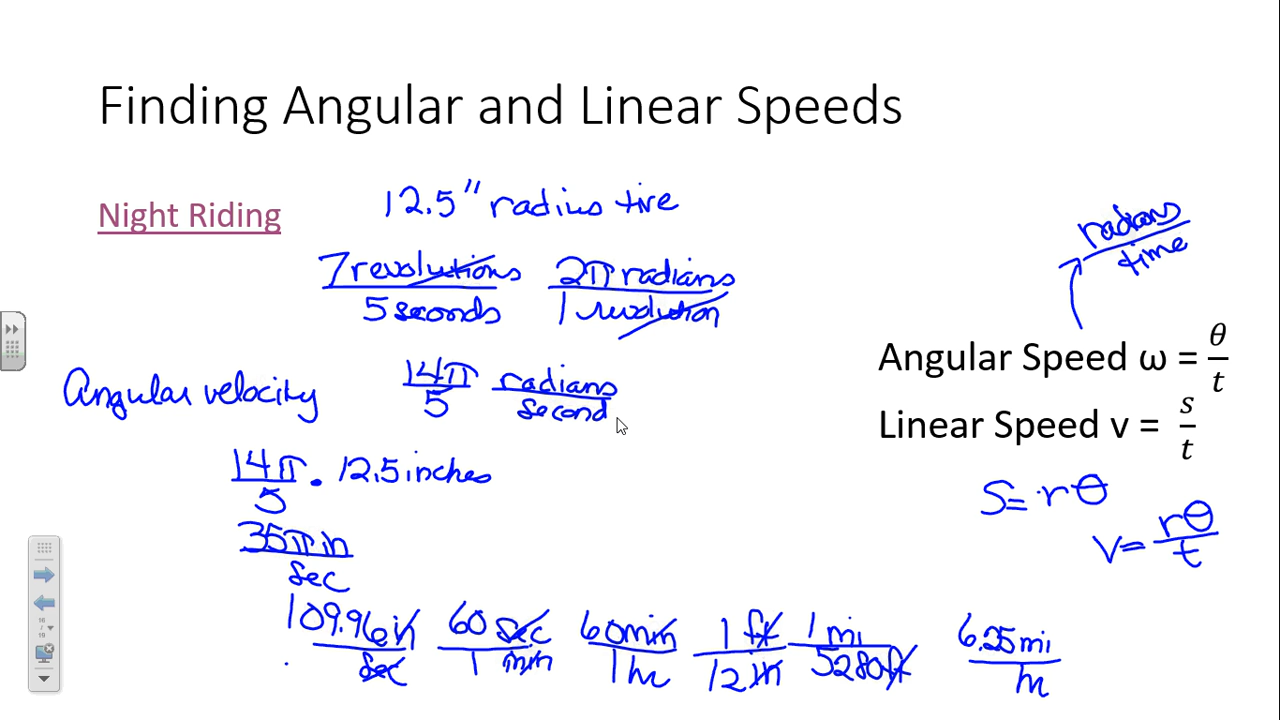 Finding Angular and Linear Speeds
Night Riding
12.5" radius tire
7 revolutions / 5 seconds  2π radians / 1 revolution
radians / time
Angular Speed ω = θ/t
Angular velocity  14π/5  radians / second
Linear Speed v = s/t
14π/5 · 12.5 inches
S = rθ
35π in / sec
v = rθ/t
109.96 in / sec  60 sec / 1 min  60 min / 1 hr  1 ft / 12 in  1 mi / 5280 ft  6.25 mi / hr
16 / 19